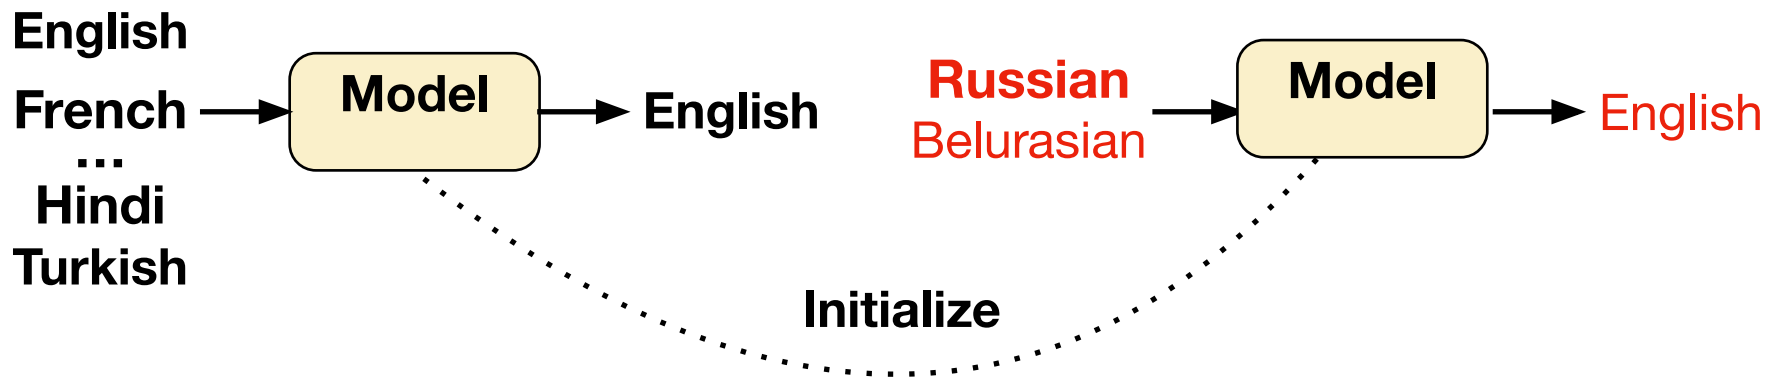 English
French
...
Hindi
Turkish
Model
English
Initialize
Russian
Belurasian
Model
English